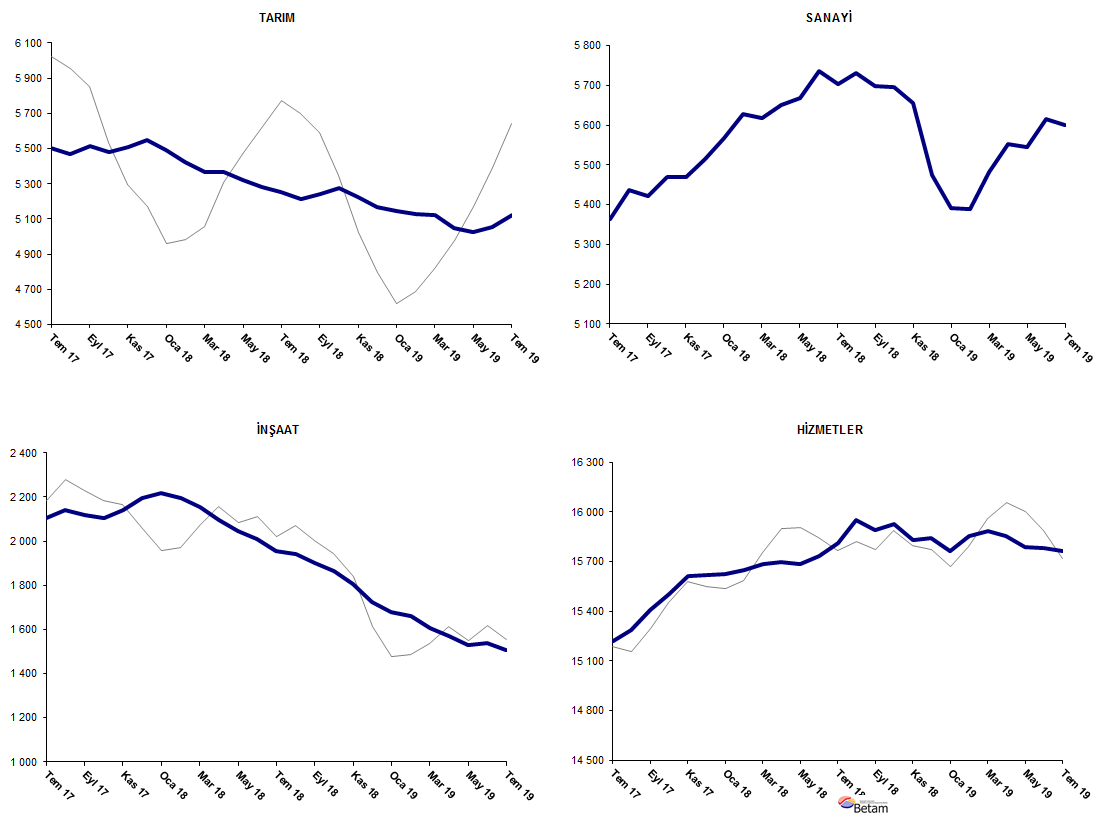 TARIM
6 100
5 900
5 700
5 500
5 300
5 100
4 900
4 700
4 500
Tem 17
Eyl 17
Kas 17
Oca 18
Mar 18
May 18
Tem 18
Eyl 18
Kas 18
Oca 19
Mar 19
May 19
Tem 19
SANAYİ
5 800
5 700
5 600
5 500
5 400
5 300
5 200
5 100
Tem 17
Eyl 17
Kas 17
Oca 18
Mar 18
May 18
Tem 18
Eyl 18
Kas 18
Oca 19
Mar 19
May 19
Tem 19
İNŞAAT
2 400
2 200
2 000
1 800
1 600
1 400
1 200
1 000
Tem 17
Eyl 17
Kas 17
Oca 18
Mar 18
May 18
Tem 18
Eyl 18
Kas 18
Oca 19
Mar 19
May 19
Tem 19
HİZMETLER
16 300
16 000
15 700
15 400
15 100
14 800
14 500
Tem 17
Eyl 17
Kas 17
Oca 18
Mar 18
May 18
Tem 18
Eyl 18
Kas 18
Oca 19
Mar 19
May 19
Tem 19
Betam